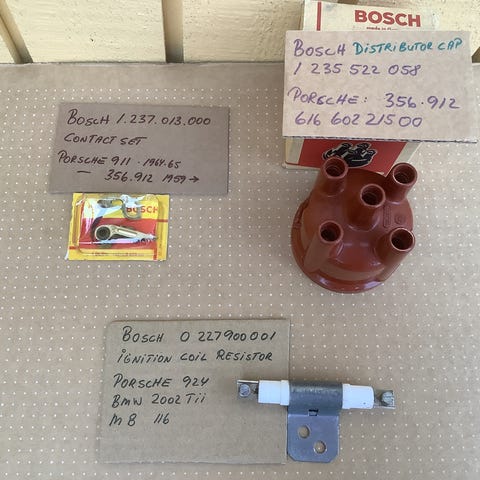 BOSCH
BOSCH DISTRIBUTOR CAP
1 235 522 058
PORSCHE: 356.912
616 602 215 00
BOSCH 1.237.013.000
CONTACT SET
PORSCHE 911 · 1964.65
— 356.912 1959 →
BOSCH
BOSCH 0 227900001
IGNITION COIL RESISTOR
PORSCHE 924
BMW 2002 Tii
MB 116